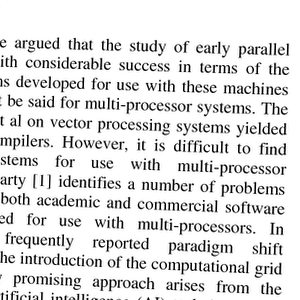 e argued that the study of early parallel
ith considerable success in terms of the
ns developed for use with these machines
t be said for multi-processor systems. The
t al on vector processing systems yielded
mpilers. However, it is difficult to find
stems for use with multi-processor
arty [1] identifies a number of problems
both academic and commercial software
ed for use with multi-processors. In
frequently reported paradigm shift
he introduction of the computational grid
y promising approach arises from the
tificial intelligence (AI)